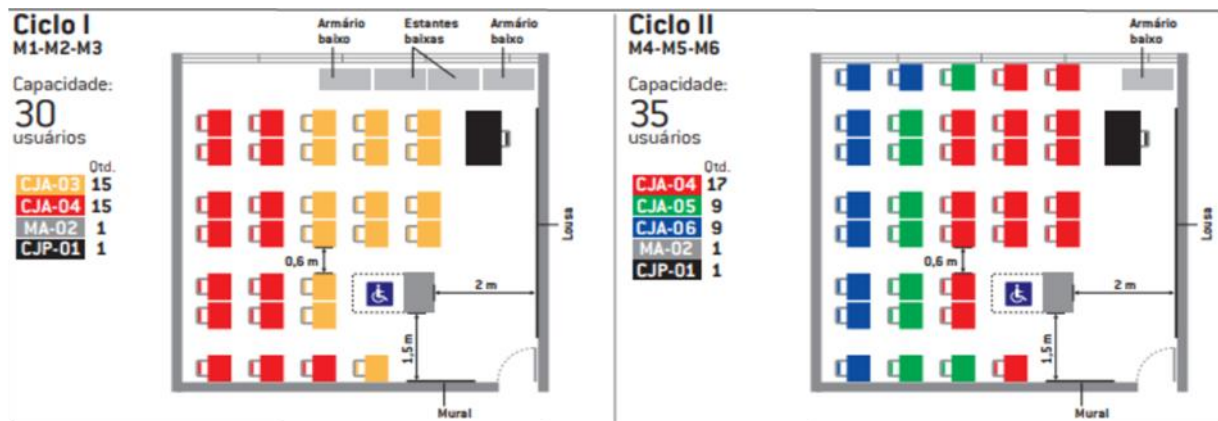 Ciclo I
M1-M2-M3
Capacidade:
30
usuários
Qtd.
CJA-03 15
CJA-04 15
MA-02 1
CJP-01 1
Armário
baixo
Estantes
baixas
Armário
baixo
0,6 m
2 m
1,5 m
Lousa
Mural
Ciclo II
M4-M5-M6
Capacidade:
35
usuários
Qtd.
CJA-04 17
CJA-05 9
CJA-06 9
MA-02 1
CJP-01 1
Armário
baixo
0,6 m
2 m
1,5 m
Lousa
Mural